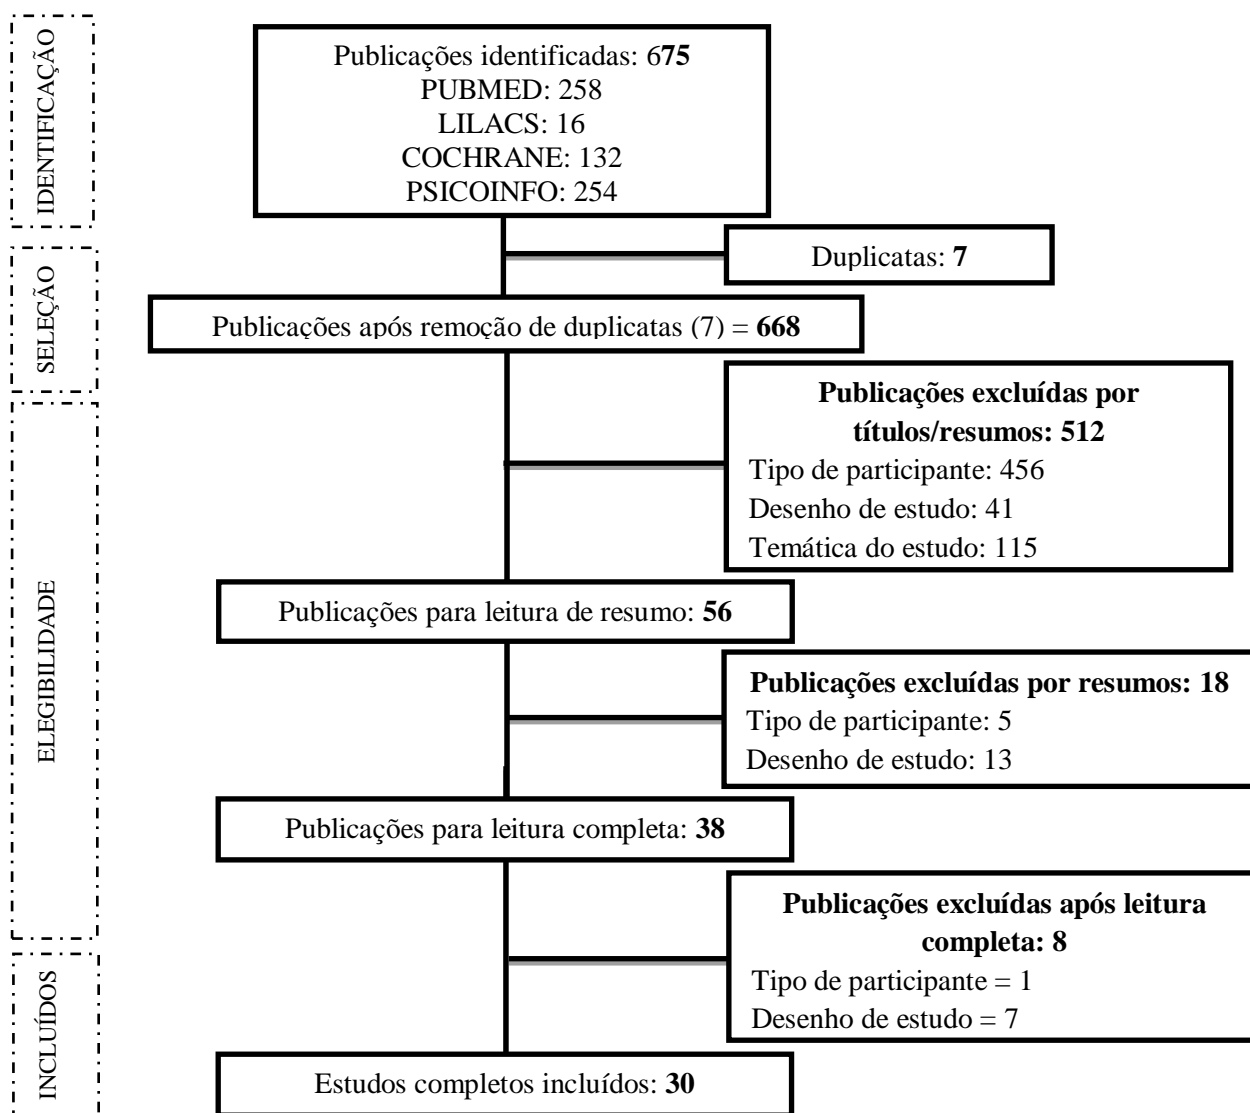 IDENTIFICAÇÃO
Publicações identificadas: 675
PUBMED: 258
LILACS: 16
COCHRANE: 132
PSICOINFO: 254
SELEÇÃO
Duplicatas: 7
Publicações após remoção de duplicatas (7) = 668
ELEGIBILIDADE
Publicações excluídas por
títulos/resumos: 512
Tipo de participante: 456
Desenho de estudo: 41
Temática do estudo: 115
Publicações para leitura de resumo: 56
Publicações excluídas por resumos: 18
Tipo de participante: 5
Desenho de estudo: 13
Publicações para leitura completa: 38
Publicações excluídas após leitura
completa: 8
Tipo de participante = 1
Desenho de estudo = 7
INCLUÍDOS
Estudos completos incluídos: 30